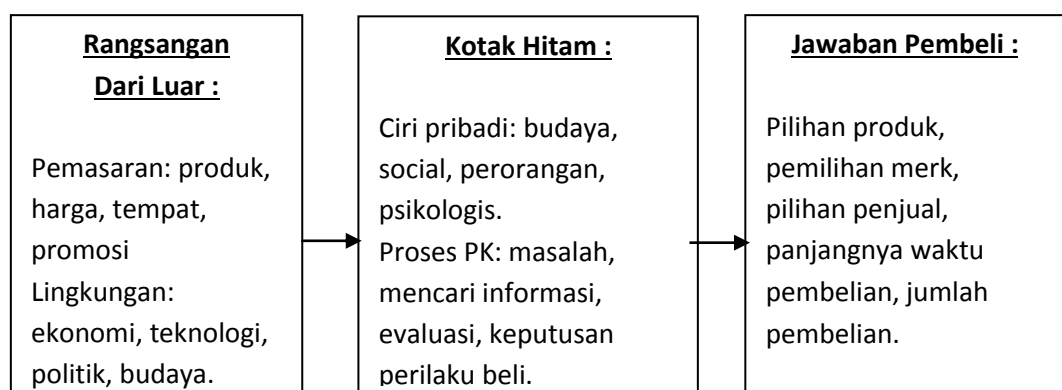 Rangsangan
Dari Luar :
Pemasaran: produk,
harga, tempat,
promosi
Lingkungan:
ekonomi, teknologi,
politik, budaya.
Kotak Hitam :
Ciri pribadi: budaya,
social, perorangan,
psikologis.
Proses PK: masalah,
mencari informasi,
evaluasi, keputusan
perilaku beli.
Jawaban Pembeli :
Pilihan produk,
pemilihan merk,
pilihan penjual,
panjangnya waktu
pembelian, jumlah
pembelian.